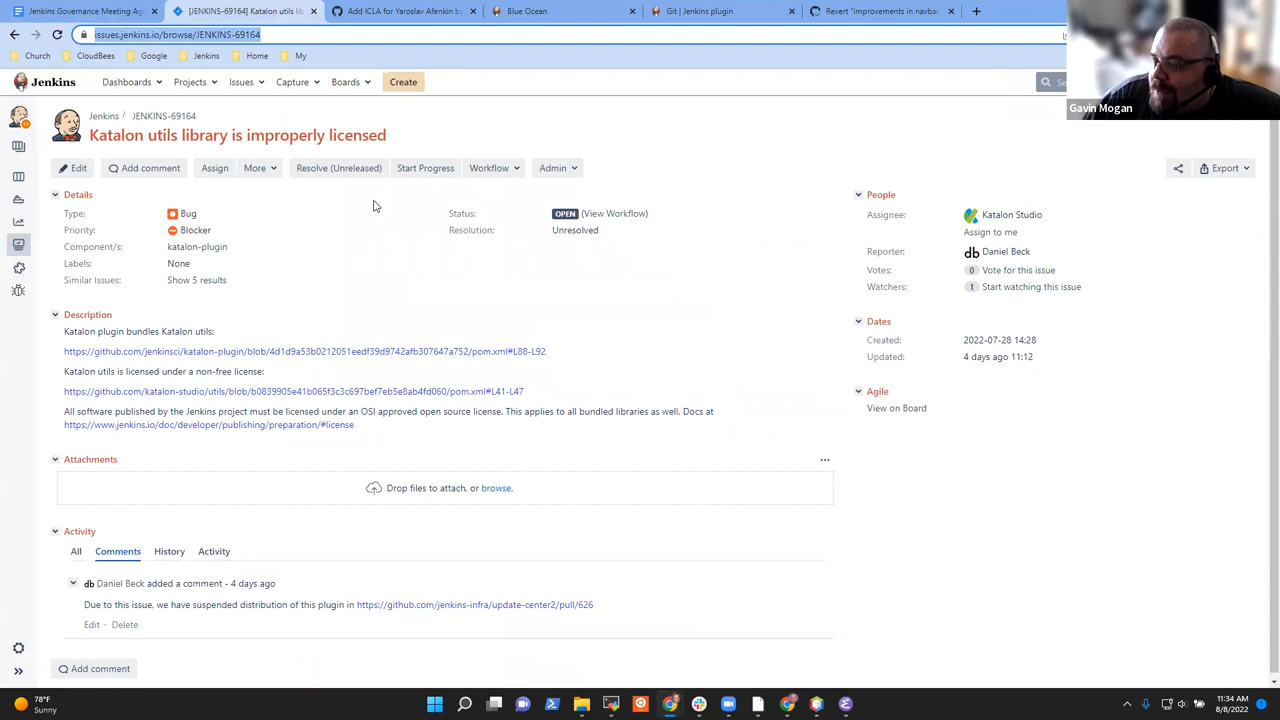 Jenkins Governance Meeting Ag
[JENKINS-69164] Katalon utils lib
Add ICLA for Yaroslav Afenkin by
Blue Ocean
Git | Jenkins plugin
Revert "improvements in navbar
issues.jenkins.io/browse/JENKINS-69164
Church
CloudBees
Google
Jenkins
Home
My
Jenkins
Dashboards
Projects
Issues
Capture
Boards
Create
Gavin Mogan
Jenkins / JENKINS-69164
Katalon utils library is improperly licensed
Edit
Add comment
Assign
More
Resolve (Unreleased)
Start Progress
Workflow
Admin
Export
Details
Type: Bug
Priority: Blocker
Component/s: katalon-plugin
Labels: None
Similar Issues: Show 5 results
Status: OPEN (View Workflow)
Resolution: Unresolved
People
Assignee: Katalon Studio
Assign to me
Reporter: db Daniel Beck
Votes: 0 Vote for this issue
Watchers: 1 Start watching this issue
Description
Katalon plugin bundles Katalon utils:
https://github.com/jenkinsci/katalon-plugin/blob/4d1d9a53b0212051eedf39d9742afb307647a752/pom.xml#L88-L92
Katalon utils is licensed under a non-free license:
https://github.com/katalon-studio/utils/blob/b0839905e41b065f3c3c697bef7eb5e8ab4fd060/pom.xml#L41-L47
All software published by the Jenkins project must be licensed under an OSI approved open source license. This applies to all bundled libraries as well. Docs at
https://www.jenkins.io/doc/developer/publishing/preparation/#license
Dates
Created: 2022-07-28 14:28
Updated: 4 days ago 11:12
Agile
View on Board
Attachments
Drop files to attach, or browse.
Activity
All
Comments
History
Activity
db Daniel Beck added a comment - 4 days ago
Due to this issue, we have suspended distribution of this plugin in https://github.com/jenkins-infra/update-center2/pull/626
Edit · Delete
Add comment
78°F
Sunny
11:34 AM
8/8/2022